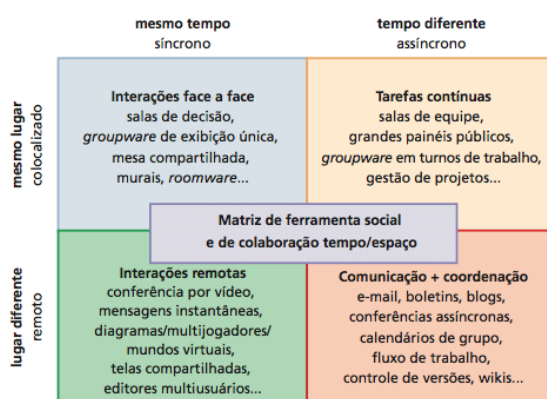 mesmo tempo
síncrono
tempo diferente
assíncrono
mesmo lugar
colocalizado
Interações face a face
salas de decisão,
groupware de exibição única,
mesa compartilhada,
murais, roomware...
Tarefas contínuas
salas de equipe,
grandes painéis públicos,
groupware em turnos de trabalho,
gestão de projetos...
Matriz de ferramenta social
e de colaboração tempo/espaço
lugar diferente
remoto
Interações remotas
conferência por vídeo,
mensagens instantâneas,
diagramas/multijogadores/
mundos virtuais,
telas compartilhadas,
editores multiusuários...
Comunicação + coordenação
e-mail, boletins, blogs,
conferências assíncronas,
calendários de grupo,
fluxo de trabalho,
controle de versões, wikis...